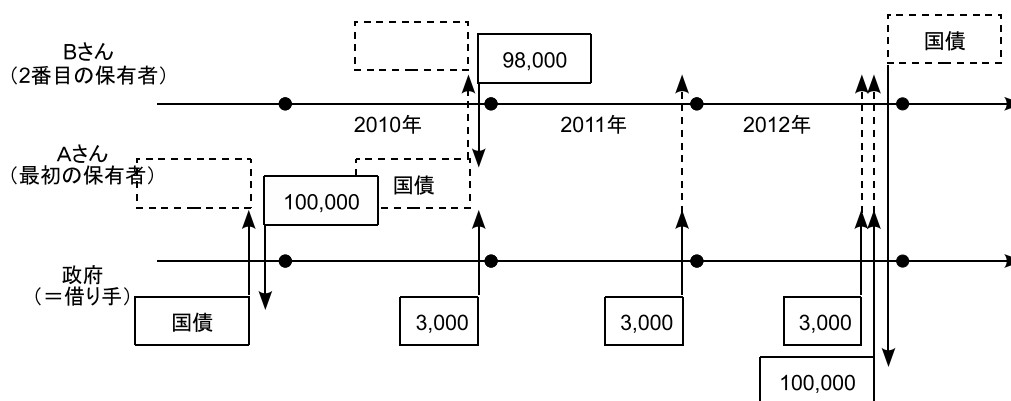 Bさん
(2番目の保有者)
98,000
国債
2010年
2011年
2012年
Aさん
(最初の保有者)
100,000
国債
政府
(=借り手)
国債
3,000
3,000
3,000
100,000